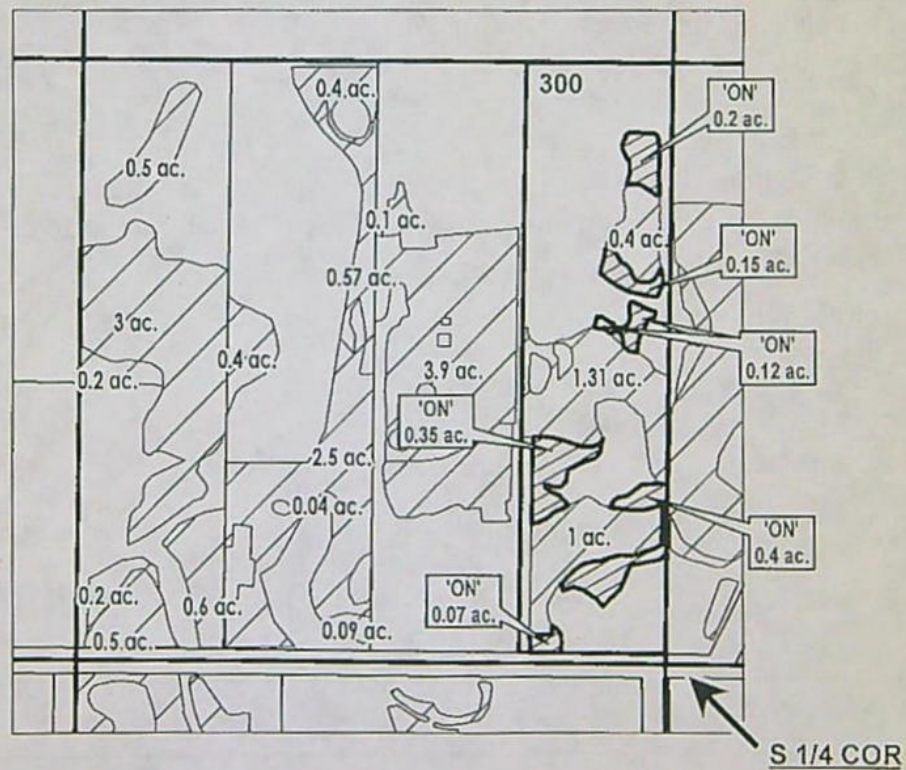 300
'ON'
0.2 ac.
0.4 ac.
0.5 ac.
0.1 ac.
0.4 ac.
'ON'
0.15 ac.
0.57 ac.
3 ac.
0.4 ac.
0.2 ac.
3.9 ac.
1.31 ac.
'ON'
0.12 ac.
'ON'
0.35 ac.
2.5 ac.
0.04 ac.
1 ac.
'ON'
0.4 ac.
0.2 ac.
0.6 ac.
0.5 ac.
0.09 ac.
'ON'
0.07 ac.
S 1/4 COR